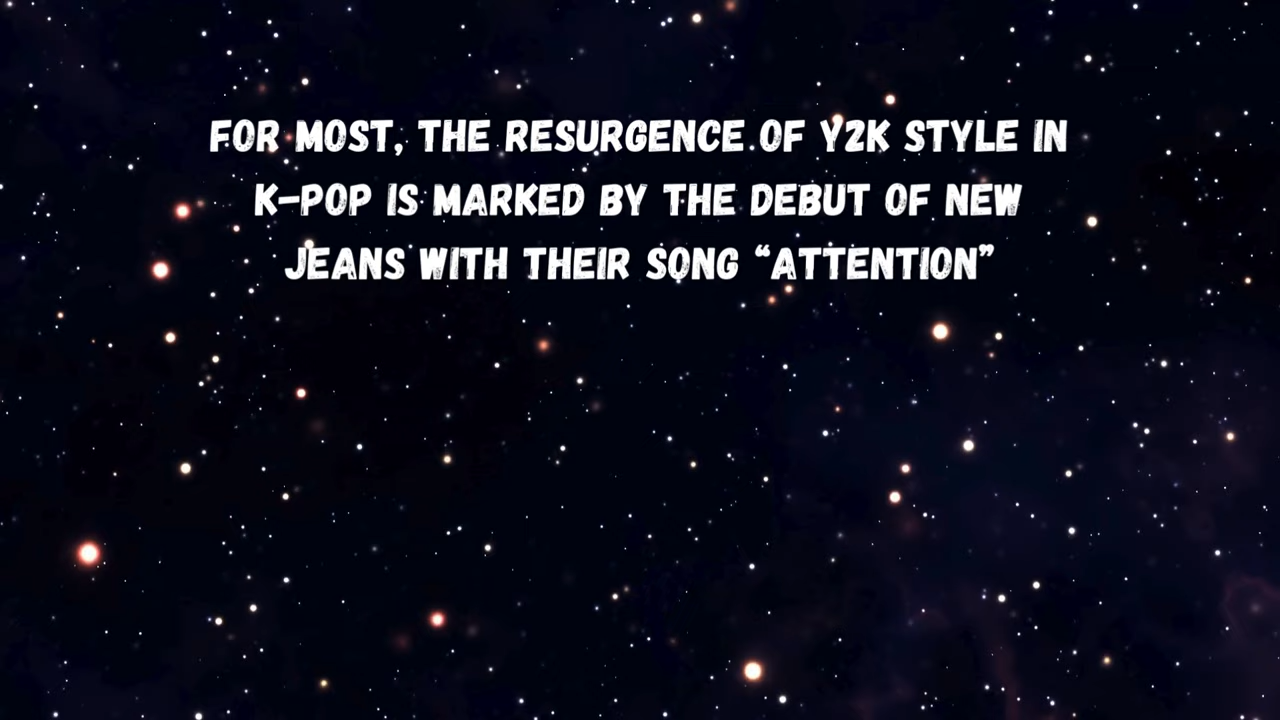 FOR MOST, THE RESURGENCE OF Y2K STYLE IN
K-POP IS MARKED BY THE DEBUT OF NEW
JEANS WITH THEIR SONG “ATTENTION”